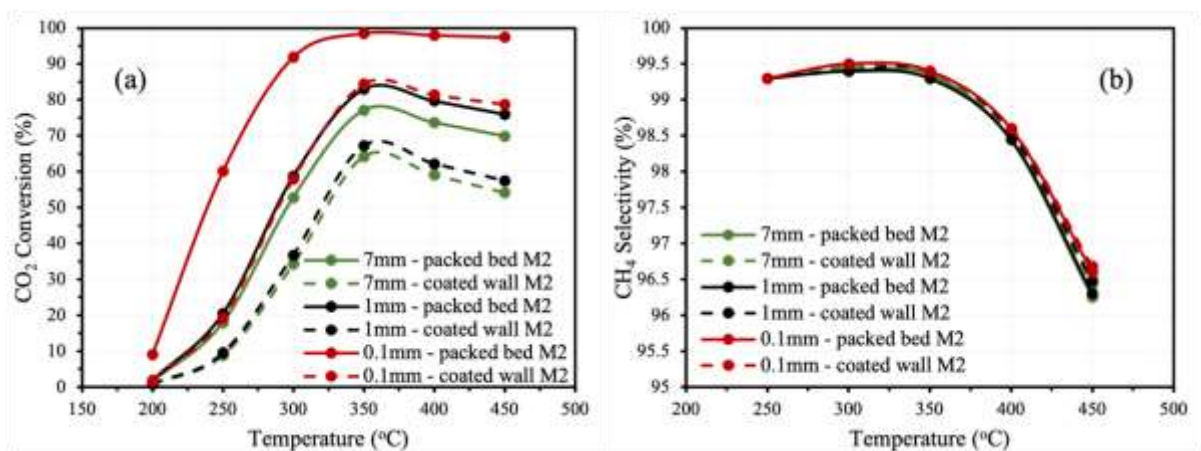 (a)
CO₂ Conversion (%)
100
90
80
70
60
50
40
30
20
10
0
7mm - packed bed M2
7mm - coated wall M2
1mm - packed bed M2
1mm - coated wall M2
0.1mm - packed bed M2
0.1mm - coated wall M2
150 200 250 300 350 400 450 500
Temperature (ᵒC)
(b)
CH₄ Selectivity (%)
100
99.5
99
98.5
98
97.5
97
96.5
96
95.5
95
7mm - packed bed M2
7mm - coated wall M2
1mm - packed bed M2
1mm - coated wall M2
0.1mm - packed bed M2
0.1mm - coated wall M2
200 250 300 350 400 450 500
Temperature (ᵒC)